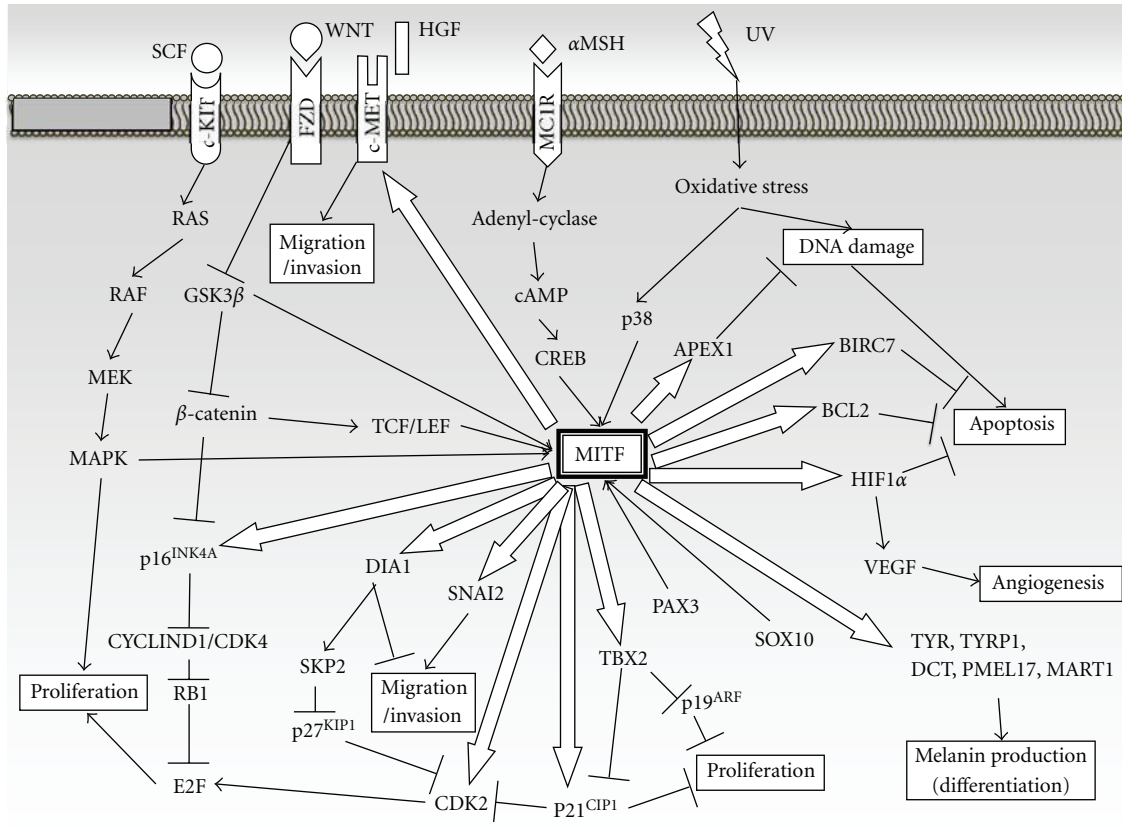 WNT
HGF
SCF
αMSH
UV
c-KIT
FZD
c-MET
MC1R
Oxidative stress
RAS
Adenyl-cyclase
Migration
/invasion
DNA damage
RAF
GSK3β
cAMP
p38
APEX1
BIRC7
CREB
MEK
β-catenin
TCF/LEF
BCL2
Apoptosis
MAPK
MITF
HIF1α
p16INK4A
DIA1
VEGF
Angiogenesis
SNAI2
PAX3
CYCLIND1/CDK4
SOX10
TYR, TYRP1,
DCT, PMEL17, MART1
SKP2
TBX2
Proliferation
RB1
Migration
/invasion
p19ARF
p27KIP1
Proliferation
Melanin production
(differentiation)
E2F
CDK2
P21CIP1